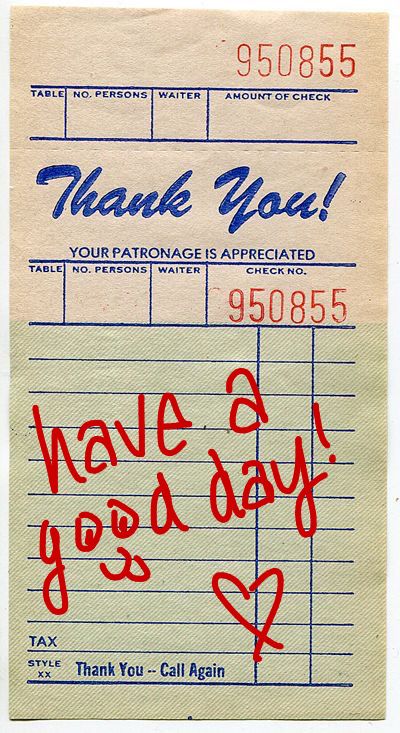 950855
TABLE NO. PERSONS WAITER AMOUNT OF CHECK
Thank You!
YOUR PATRONAGE IS APPRECIATED
TABLE NO. PERSONS WAITER CHECK NO.
950855
have a
good day!
TAX
STYLE XX
Thank You -- Call Again